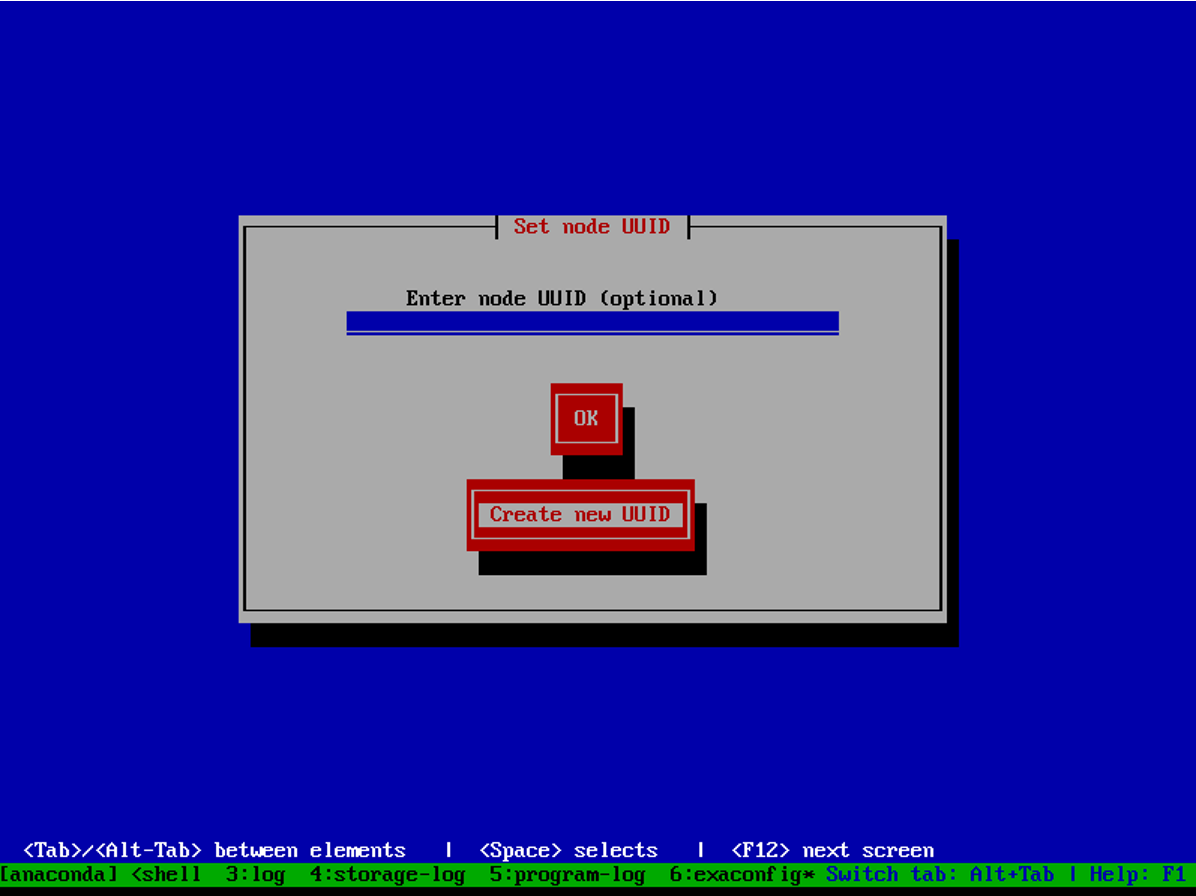 Set node UUID
Enter node UUID (optional)
OK
Create new UUID
<Tab>/<Alt-Tab> between elements | <Space> selects | <F12> next screen
[anaconda] <shell 3:log 4:storage-log 5:program-log 6:exaconfig* Switch tab: Alt+Tab | Help: F1